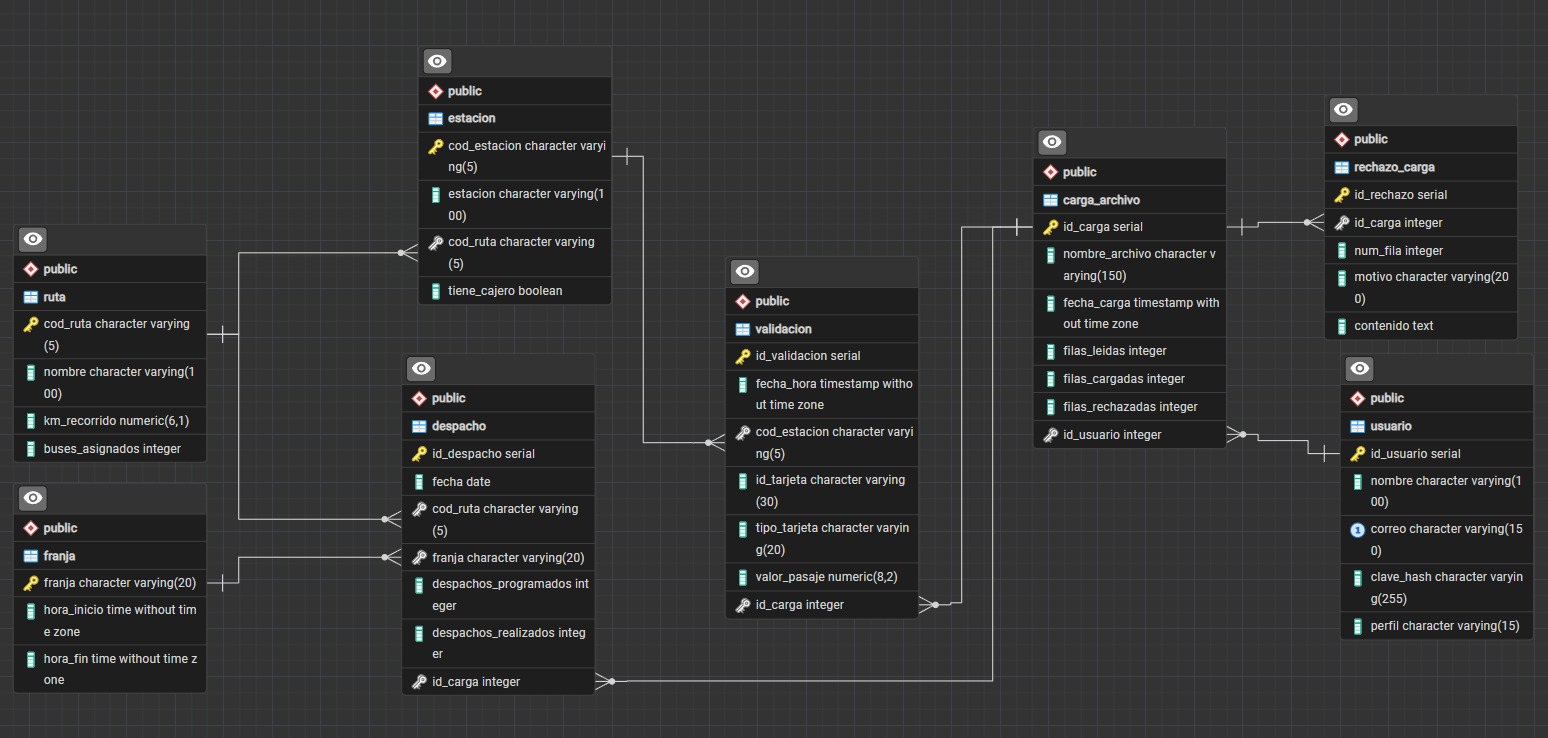 public
estacion
cod_estacion character varyi
ng(5)
estacion character varying(1
00)
cod_ruta character varying
(5)
tiene_cajero boolean
public
ruta
cod_ruta character varying
(5)
nombre character varying(1
00)
km_recorrido numeric(6,1)
buses_asignados integer
public
franja
franja character varying(20)
hora_inicio time without tim
e zone
hora_fin time without time z
one
public
despacho
id_despacho serial
fecha date
cod_ruta character varying
(5)
franja character varying(20)
despachos_programados int
eger
despachos_realizados integ
er
id_carga integer
public
validacion
id_validacion serial
fecha_hora timestamp witho
ut time zone
cod_estacion character varyi
ng(5)
id_tarjeta character varying
(30)
tipo_tarjeta character varyin
g(20)
valor_pasaje numeric(8,2)
id_carga integer
public
carga_archivo
id_carga serial
nombre_archivo character v
arying(150)
fecha_carga timestamp with
out time zone
filas_leidas integer
filas_cargadas integer
filas_rechazadas integer
id_usuario integer
public
rechazo_carga
id_rechazo serial
id_carga integer
num_fila integer
motivo character varying(20
0)
contenido text
public
usuario
id_usuario serial
nombre character varying(1
00)
1 correo character varying(15
0)
clave_hash character varyin
g(255)
perfil character varying(15)